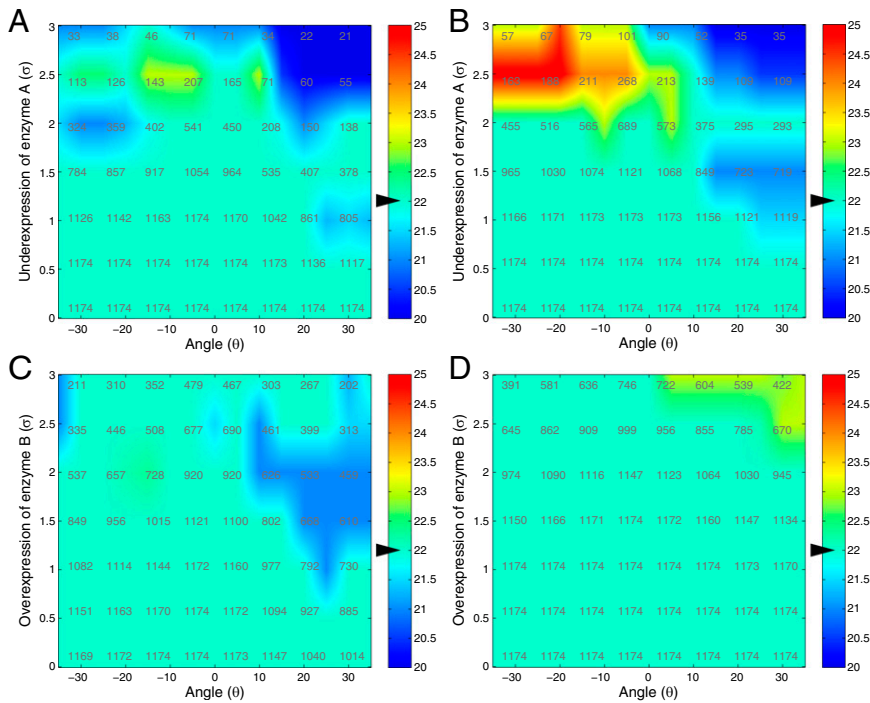 A
Underexpression of enzyme A (σ)
3
2.5
2
1.5
1
0.5
0
33 38 46 71 71 84 22 21
113 126 143 207 165 71 60 55
324 359 402 541 450 208 150 138
784 857 917 1054 964 535 407 378
1126 1142 1163 1174 1170 1042 861 805
1174 1174 1174 1174 1174 1173 1136 1117
1174 1174 1174 1174 1174 1174 1174 1174
−30 −20 −10 0 10 20 30
Angle (θ)
25
24.5
24
23.5
23
22.5
22
21.5
21
20.5
20
B
Underexpression of enzyme A (σ)
3
2.5
2
1.5
1
0.5
0
57 67 79 101 90 35 35
211 268 213 139 109
455 516 565 689 573 375 295 293
965 1030 1074 1121 1068 849
1166 1171 1173 1173 1173 1156 1121 1119
1174 1174 1174 1174 1174 1174 1174 1174
1174 1174 1174 1174 1174 1174 1174 1174
−30 −20 −10 0 10 20 30
Angle (θ)
25
24.5
24
23.5
23
22.5
22
21.5
21
20.5
20
C
Overexpression of enzyme B (σ)
3
2.5
2
1.5
1
0.5
0
211 310 352 479 467 303 267 202
335 446 508 677 690 461 399 313
537 657 728 920 920
849 956 1015 1121 1100 802
1082 1114 1144 1172 1160 977 792 730
1151 1163 1170 1174 1172 1094 927 885
1169 1172 1174 1174 1173 1147 1040 1014
−30 −20 −10 0 10 20 30
Angle (θ)
25
24.5
24
23.5
23
22.5
22
21.5
21
20.5
20
D
Overexpression of enzyme B (σ)
3
2.5
2
1.5
1
0.5
0
391 581 636 746 722 604 539 422
645 862 909 999 956 855 785 670
974 1090 1116 1147 1123 1064 1030 945
1150 1166 1171 1174 1172 1160 1147 1134
1174 1174 1174 1174 1174 1174 1173 1170
1174 1174 1174 1174 1174 1174 1174 1174
1174 1174 1174 1174 1174 1174 1174 1174
−30 −20 −10 0 10 20 30
Angle (θ)
25
24.5
24
23.5
23
22.5
22
21.5
21
20.5
20